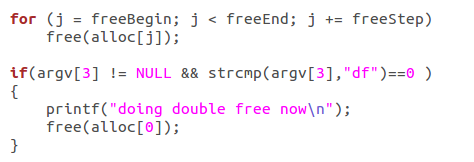 for (j = freeBegin; j < freeEnd; j += freeStep)
    free(alloc[j]);

if(argv[3] != NULL && strcmp(argv[3],"df")==0 )
{
    printf("doing double free now\n");
    free(alloc[0]);
}